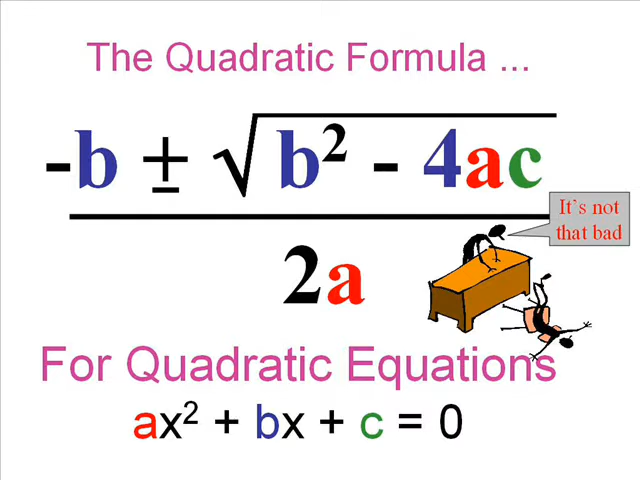 The Quadratic Formula ...
-b ± √ b² - 4ac
2a
It's not
that bad
For Quadratic Equations
ax² + bx + c = 0